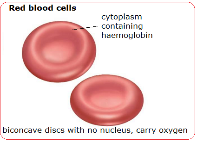 Red blood cells
cytoplasm
containing
haemoglobin
biconcave discs with no nucleus, carry oxygen